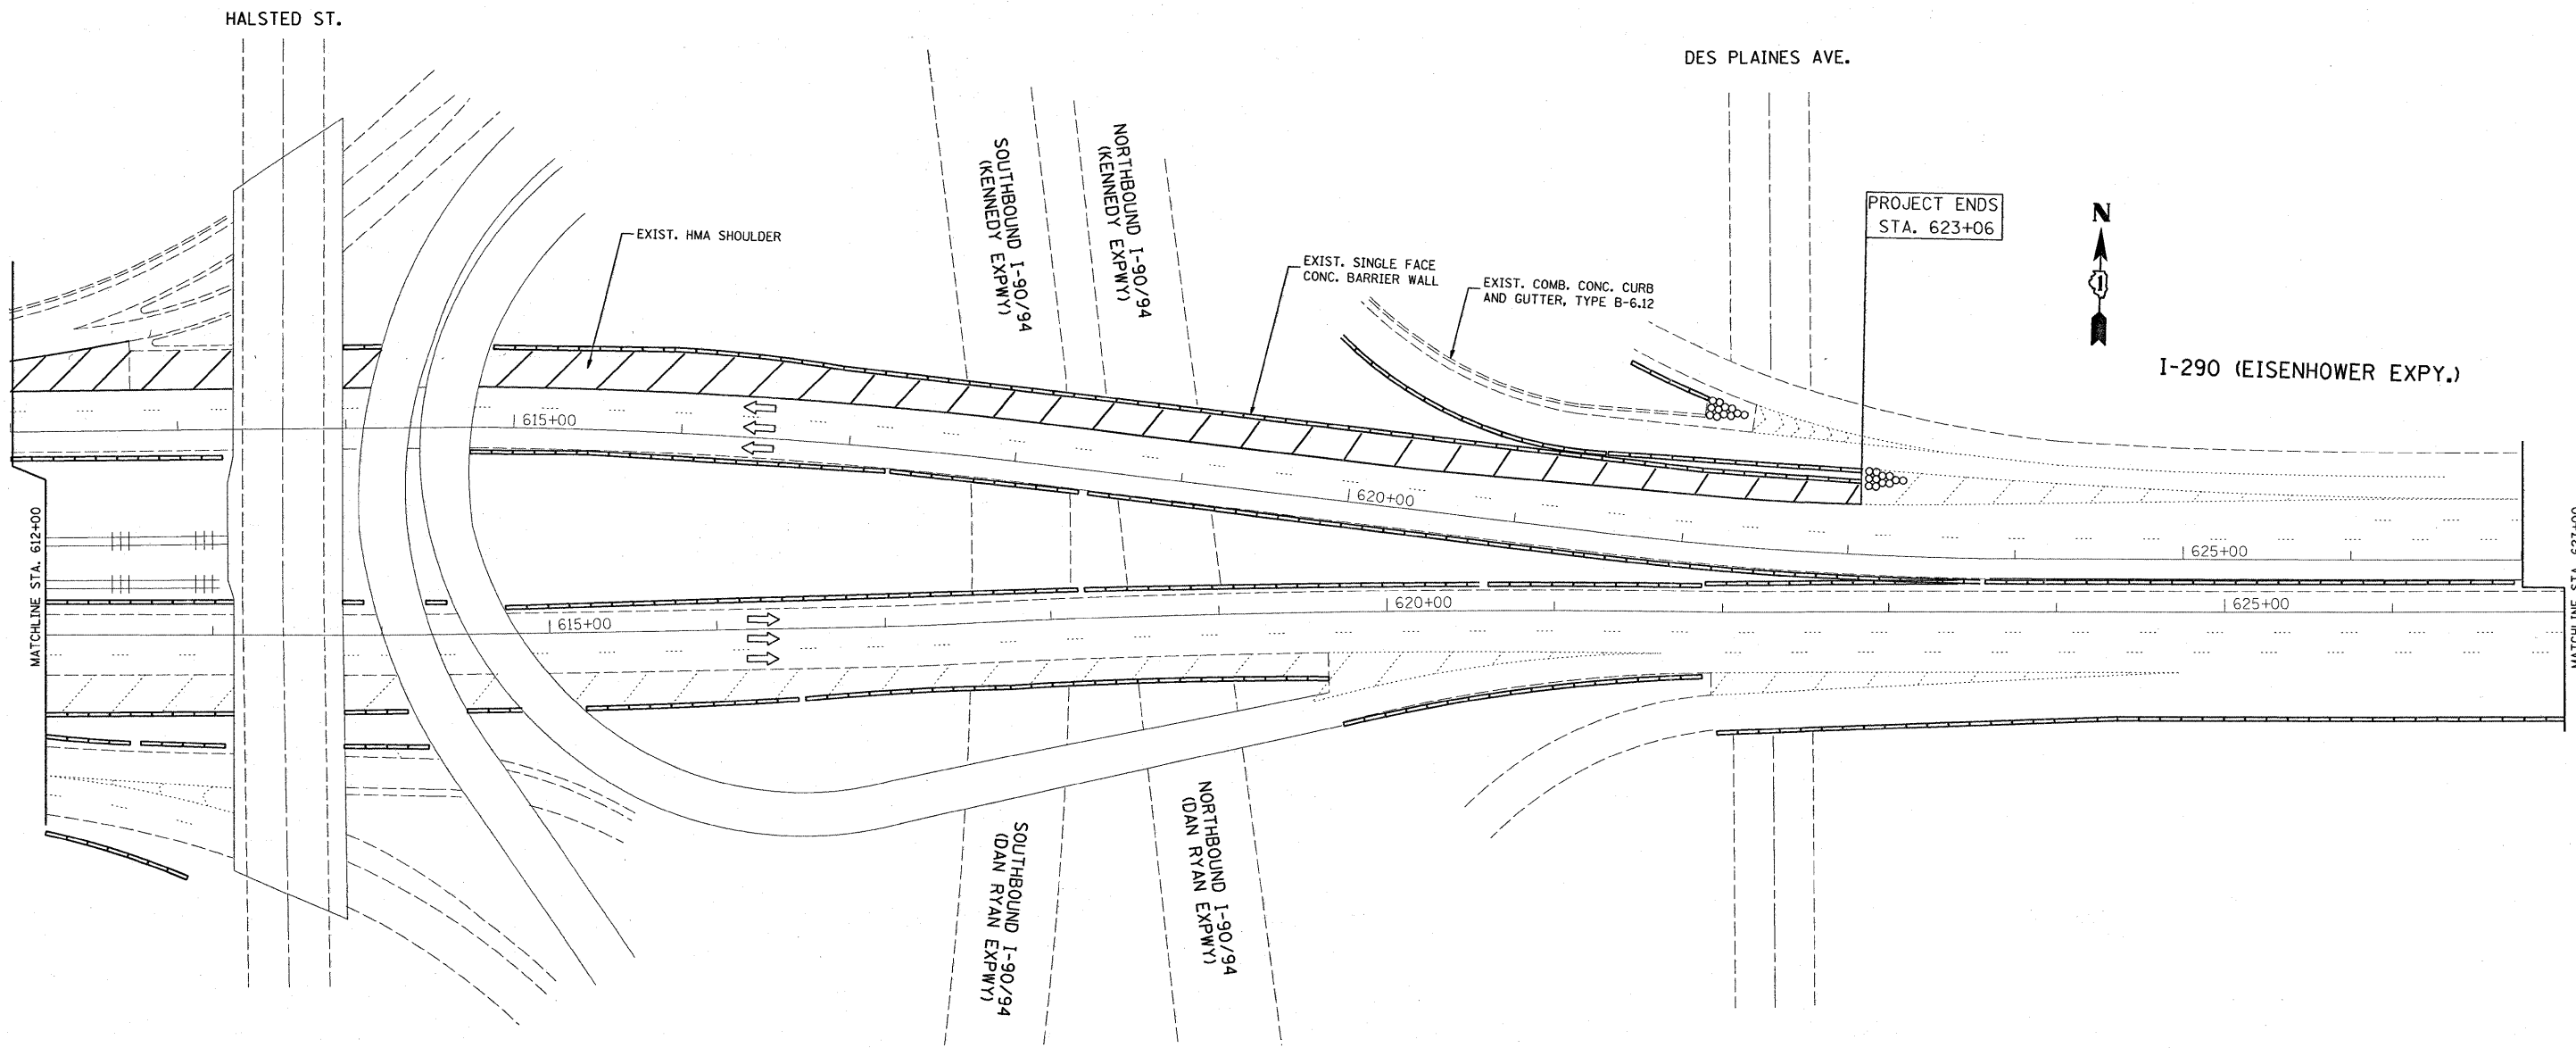 HALSTED ST.
DES PLAINES AVE.
SOUTHBOUND I-90/94
(KENNEDY EXPWY)
NORTHBOUND I-90/94
(KENNEDY EXPWY)
PROJECT ENDS
STA. 623+06
N
1
EXIST. HMA SHOULDER
EXIST. SINGLE FACE
CONC. BARRIER WALL
EXIST. COMB. CONC. CURB
AND GUTTER, TYPE B-6.12
I-290 (EISENHOWER EXPY.)
615+00
620+00
625+00
MATCHLINE STA. 612+00
615+00
620+00
625+00
SOUTHBOUND I-90/94
(DAN RYAN EXPWY)
NORTHBOUND I-90/94
(DAN RYAN EXPWY)
MATCHLINE STA.